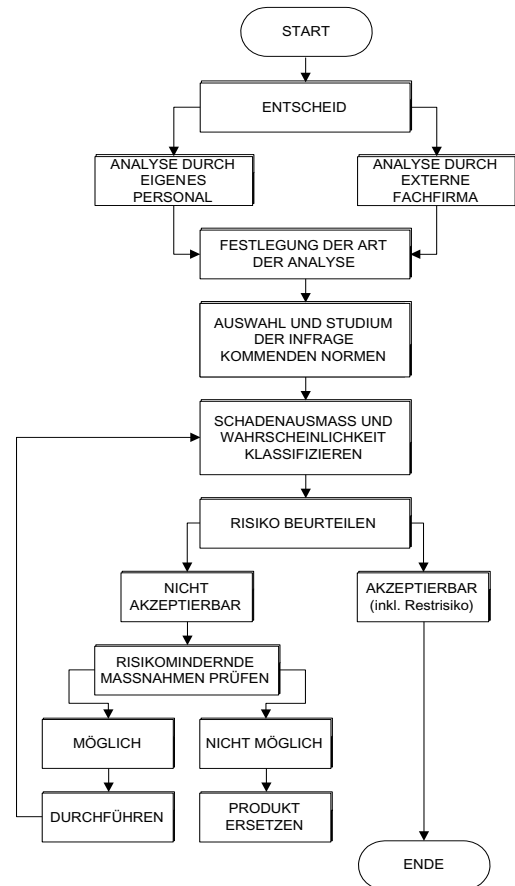 START
ENTSCHEID
ANALYSE DURCH
EIGENES
PERSONAL
ANALYSE DURCH
EXTERNE
FACHFIRMA
FESTLEGUNG DER ART
DER ANALYSE
AUSWAHL UND STUDIUM
DER INFRAGE
KOMMENDEN NORMEN
SCHADENAUSMASS UND
WAHRSCHEINLICHKEIT
KLASSIFIZIEREN
RISIKO BEURTEILEN
NICHT
AKZEPTIERBAR
AKZEPTIERBAR
(inkl. Restrisiko)
RISIKOMINDERNDE
MASSNAHMEN PRÜFEN
MÖGLICH
NICHT MÖGLICH
DURCHFÜHREN
PRODUKT
ERSETZEN
ENDE